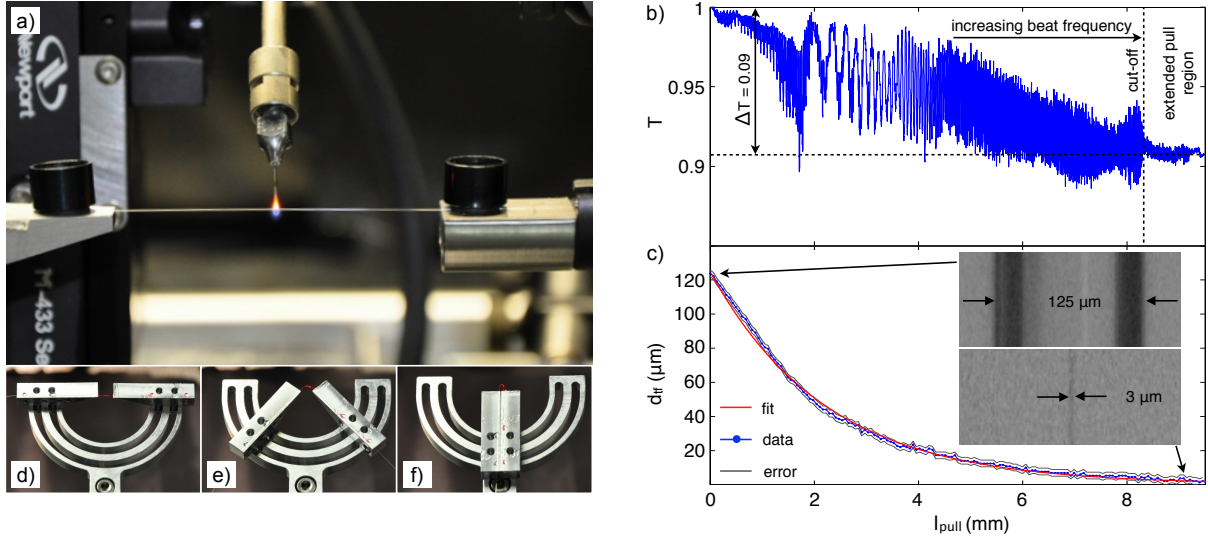 a)
Newport
M-433 Se
d)
e)
f)
b)
1
0.95
0.9
T
ΔT = 0.09
increasing beat frequency
cut-off
extended pull
region
c)
120
100
80
60
40
20
d_tf (μm)
125 μm
3 μm
fit
data
error
0
2
4
6
8
l_pull (mm)